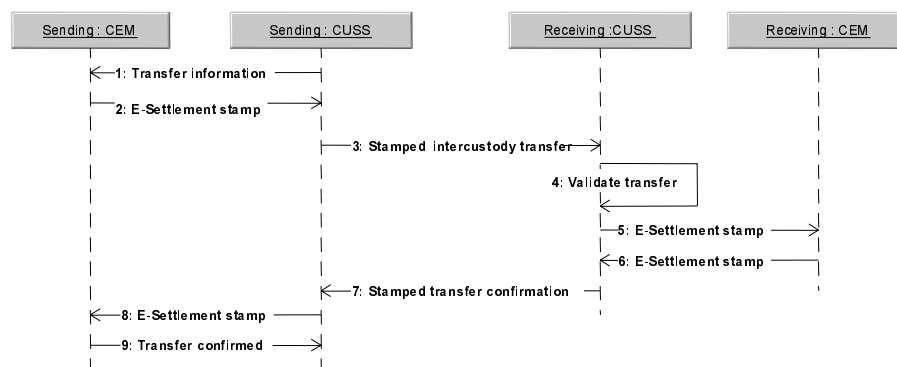 Sending : CEM
Sending : CUSS
Receiving :CUSS
Receiving : CEM
1: Transfer information
2: E-Settlement stamp
3: Stamped intercustody transfer
4: Validate transfer
5: E-Settlement stamp
6: E-Settlement stamp
7: Stamped transfer confirmation
8: E-Settlement stamp
9: Transfer confirmed